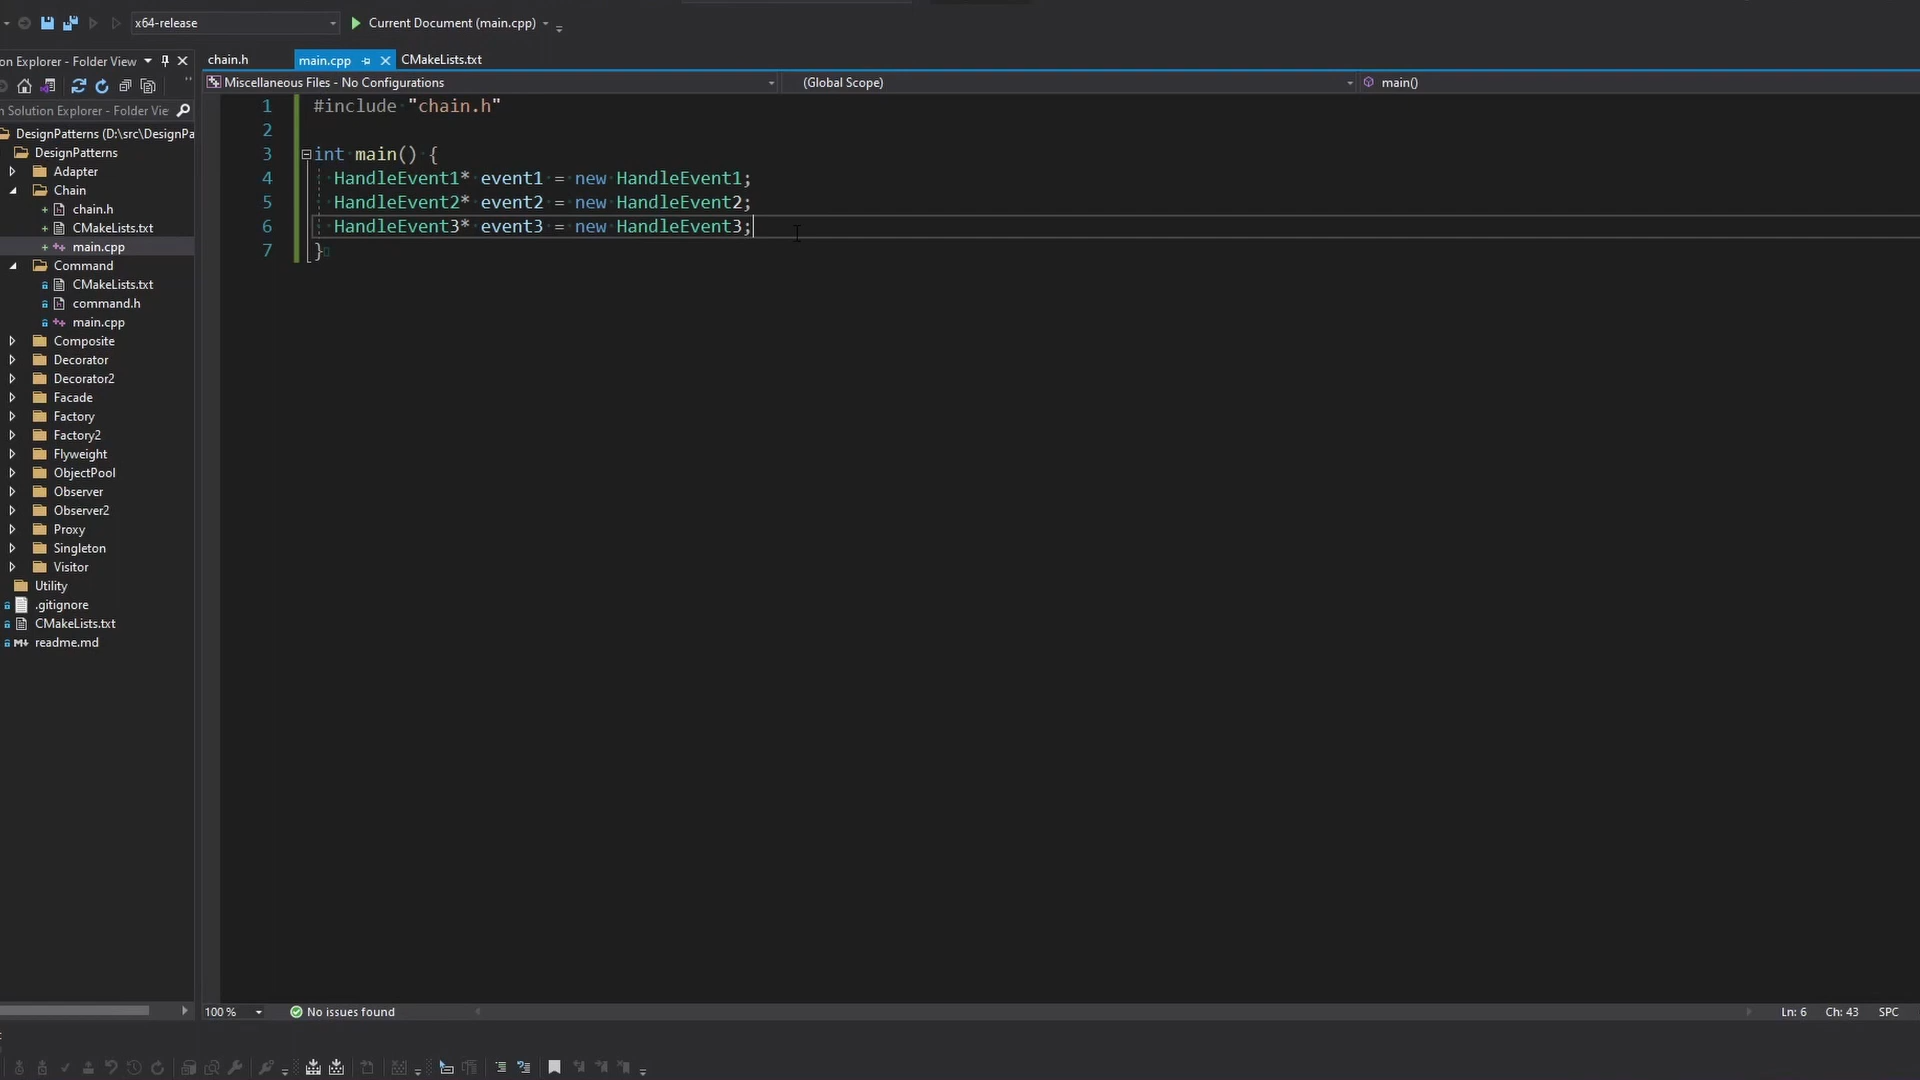 x64-release
Current Document (main.cpp)
on Explorer - Folder View
chain.h
main.cpp
CMakeLists.txt
Miscellaneous Files - No Configurations
(Global Scope)
main()
h Solution Explorer - Folder Vie
DesignPatterns (D:\src\DesignPa
DesignPatterns
Adapter
Chain
chain.h
CMakeLists.txt
main.cpp
Command
CMakeLists.txt
command.h
main.cpp
Composite
Decorator
Decorator2
Facade
Factory
Factory2
Flyweight
ObjectPool
Observer
Observer2
Proxy
Singleton
Visitor
Utility
.gitignore
CMakeLists.txt
readme.md
1 #include "chain.h"
2
3 int main() {
4 HandleEvent1* event1 = new HandleEvent1;
5 HandleEvent2* event2 = new HandleEvent2;
6 HandleEvent3* event3 = new HandleEvent3;
7 }
100 %
No issues found
Ln: 6 Ch: 43 SPC